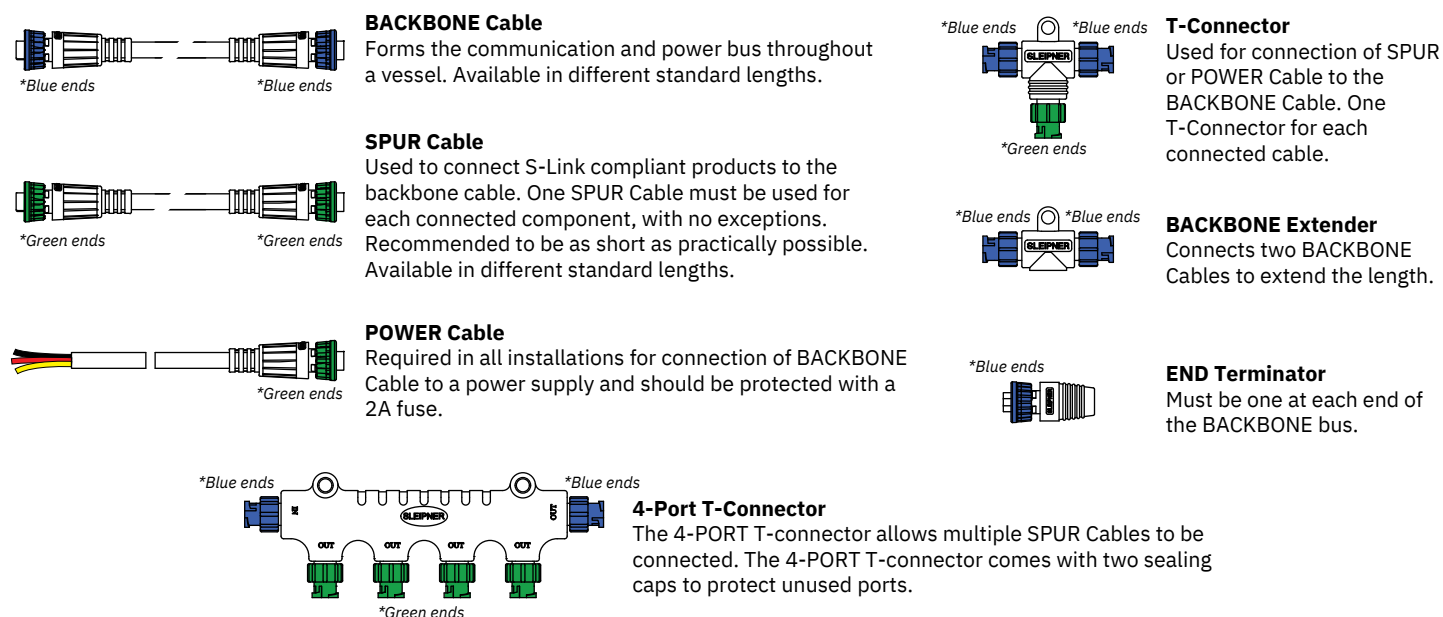 *Blue ends
*Blue ends
BACKBONE Cable
Forms the communication and power bus throughout
a vessel. Available in different standard lengths.
*Green ends
*Green ends
SPUR Cable
Used to connect S-Link compliant products to the
backbone cable. One SPUR Cable must be used for
each connected component, with no exceptions.
Recommended to be as short as practically possible.
Available in different standard lengths.
*Green ends
POWER Cable
Required in all installations for connection of BACKBONE
Cable to a power supply and should be protected with a
2A fuse.
*Blue ends
*Blue ends
SLEIPNER
*Green ends
T-Connector
Used for connection of SPUR
or POWER Cable to the
BACKBONE Cable. One
T-Connector for each
connected cable.
*Blue ends
*Blue ends
SLEIPNER
BACKBONE Extender
Connects two BACKBONE
Cables to extend the length.
*Blue ends
SLEIPNER
END Terminator
Must be one at each end of
the BACKBONE bus.
*Blue ends
*Blue ends
IN
SLEIPNER
OUT
OUT
OUT
OUT
OUT
*Green ends
4-Port T-Connector
The 4-PORT T-connector allows multiple SPUR Cables to be
connected. The 4-PORT T-connector comes with two sealing
caps to protect unused ports.